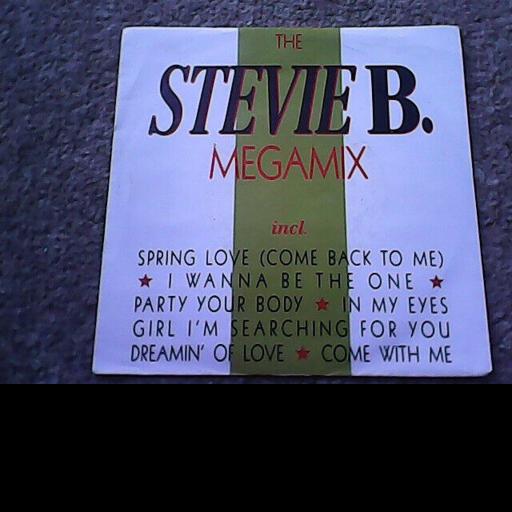 THE
STEVIE B.
MEGAMIX
incl.
SPRING LOVE (COME BACK TO ME)
★ I WANNA BE THE ONE ★
PARTY YOUR BODY ★ IN MY EYES
GIRL I'M SEARCHING FOR YOU
DREAMIN' OF LOVE ★ COME WITH ME